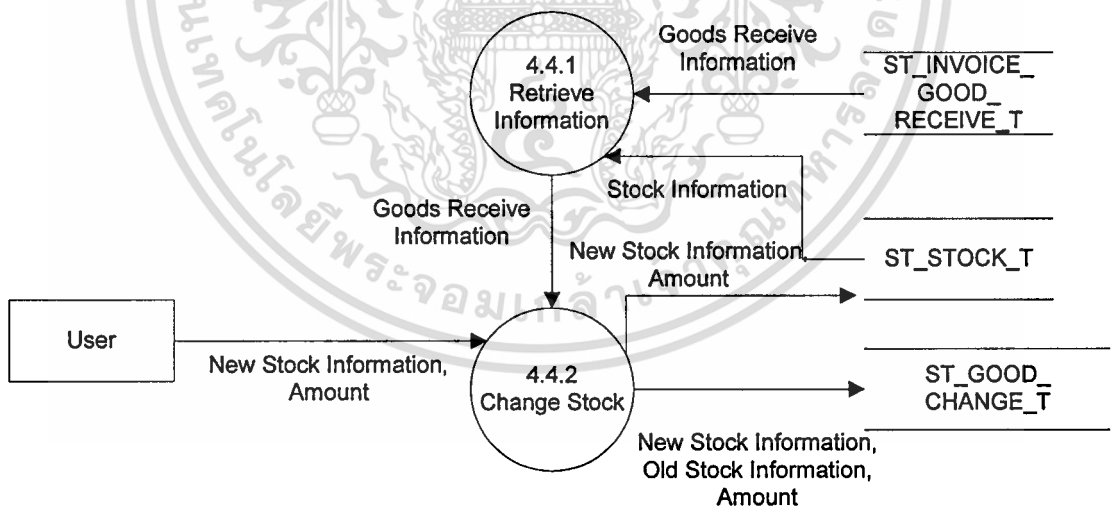 Goods Receive
Information
4.4.1
Retrieve
Information
ST_INVOICE_
GOOD_
RECEIVE_T
Stock Information
Goods Receive
Information
New Stock Information,
Amount
ST_STOCK_T
User
New Stock Information,
Amount
4.4.2
Change Stock
ST_GOOD_
CHANGE_T
New Stock Information,
Old Stock Information,
Amount